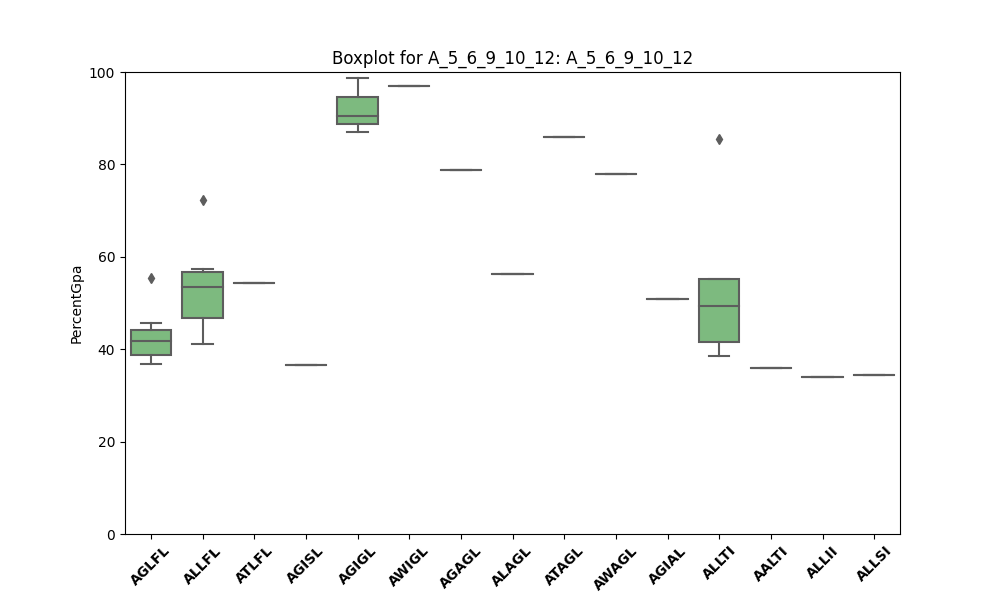 Boxplot for A_5_6_9_10_12: A_5_6_9_10_12
100
80
60
40
20
0
PercentGpa
AGLFL ALLFL ATLFL AGISL AGIGL AWIGL AGAGL ALAGL ATAGL AWAGL AGIAL ALLTI AALTI ALLII ALLSI